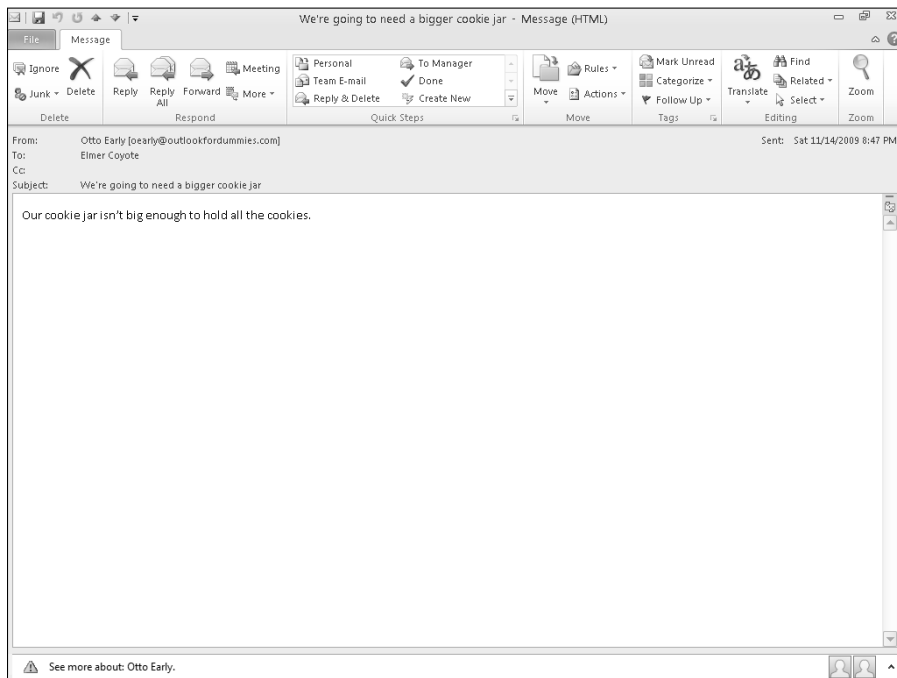 We're going to need a bigger cookie jar - Message (HTML)
File Message
Ignore
Junk
Delete
Delete
Reply
Reply All
Forward
Meeting
More
Respond
Personal
Team E-mail
Reply & Delete
To Manager
Done
Create New
Quick Steps
Move
Rules
Actions
Move
Mark Unread
Categorize
Follow Up
Tags
Translate
Find
Related
Select
Editing
Zoom
Zoom
From: Otto Early [oearly@outlookfordummies.com]
Sent: Sat 11/14/2009 8:47 PM
To: Elmer Coyote
Cc:
Subject: We're going to need a bigger cookie jar
Our cookie jar isn't big enough to hold all the cookies.
See more about: Otto Early.